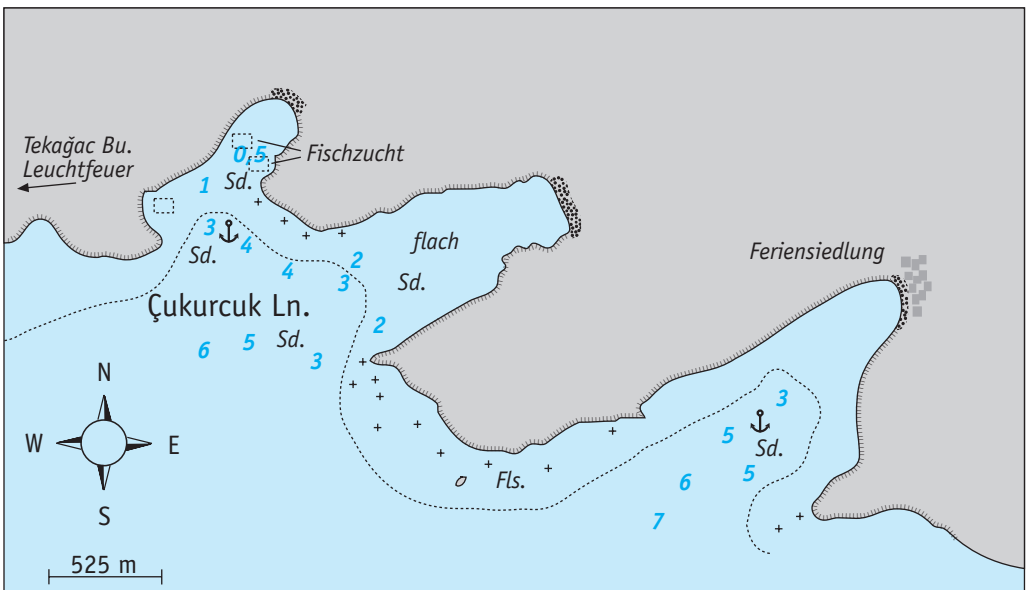 Tekağac Bu.
Leuchtfeuer
Fischzucht
0,5
1
Sd.
3
4
Sd.
4
2
3
flach
Sd.
Feriensiedlung
Çukurcuk Ln.
2
6
5
Sd.
3
3
5
Sd.
5
6
7
Fls.
N
W
E
S
525 m